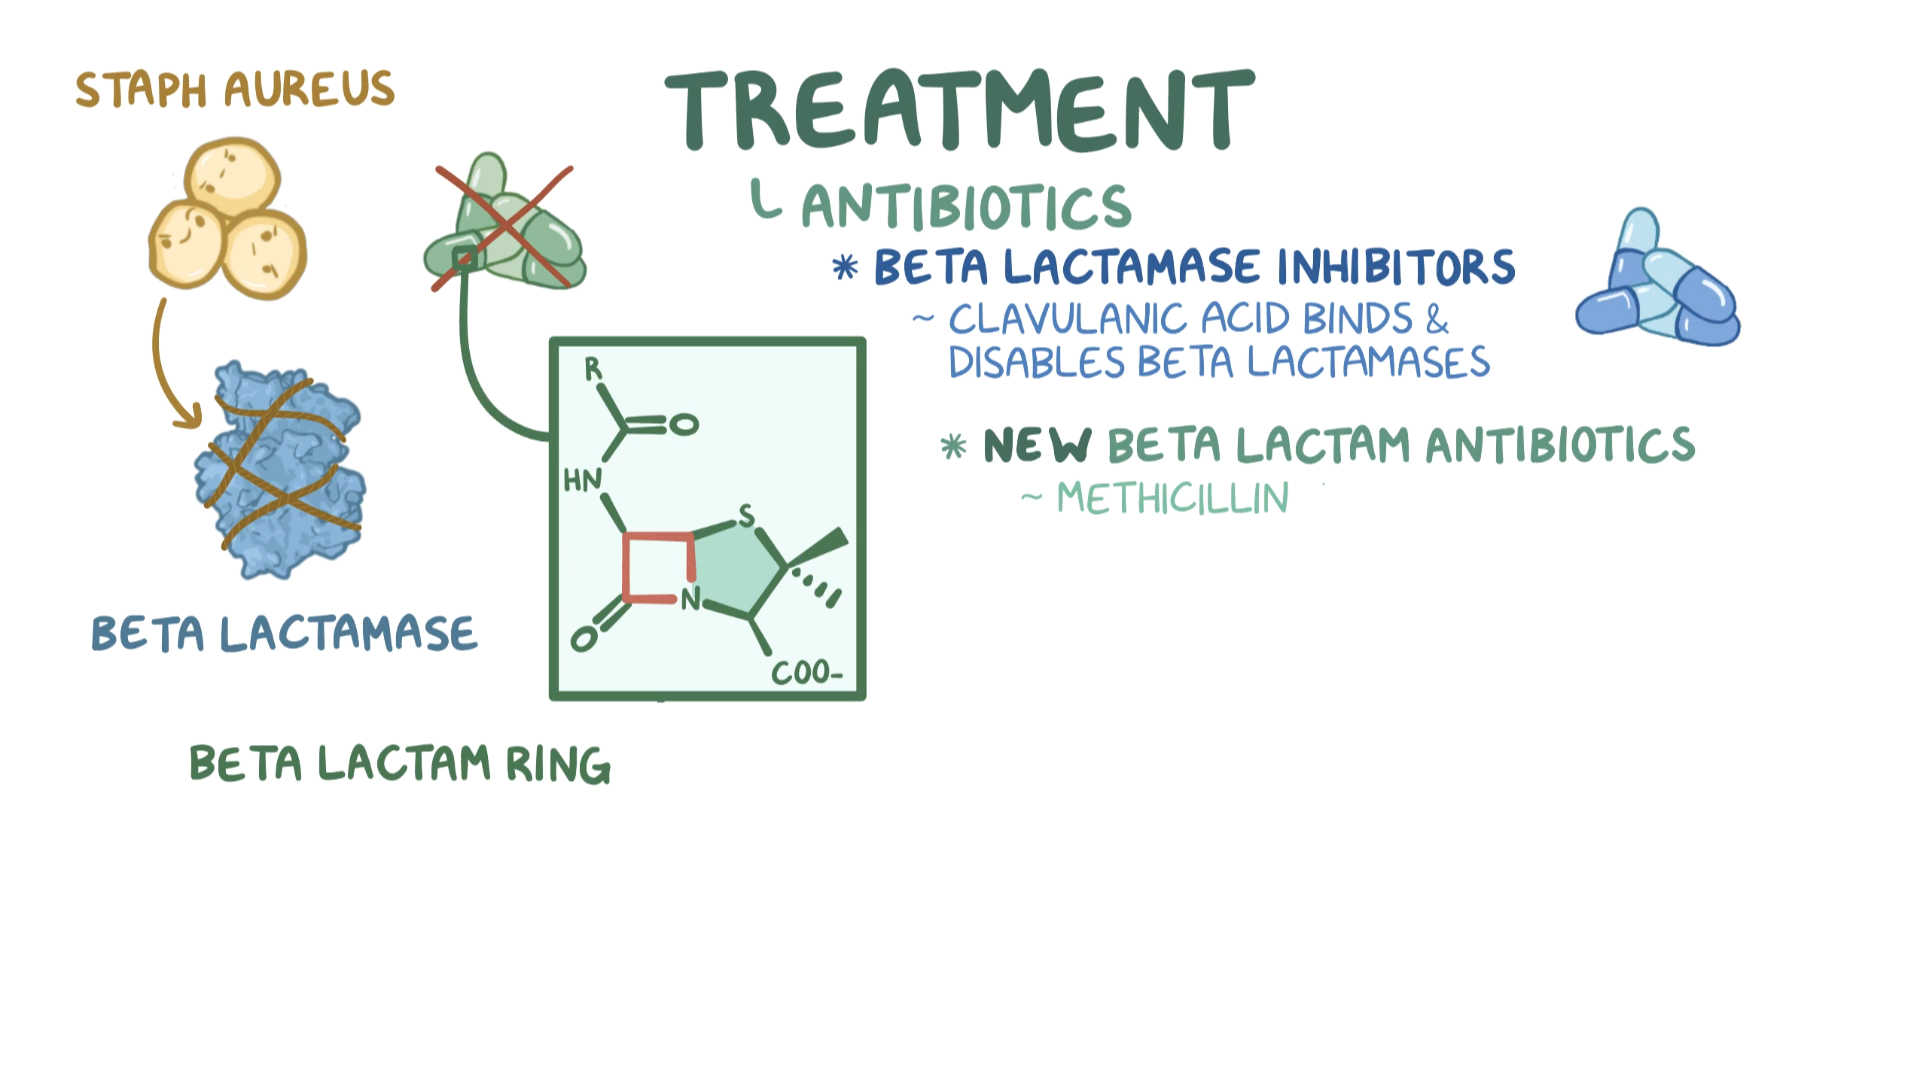 STAPH AUREUS
TREATMENT
ANTIBIOTICS
* BETA LACTAMASE INHIBITORS
~ CLAVULANIC ACID BINDS &
DISABLES BETA LACTAMASES
* NEW BETA LACTAM ANTIBIOTICS
~ METHICILLIN
R
O
HN
S
N
O
COO-
BETA LACTAMASE
BETA LACTAM RING